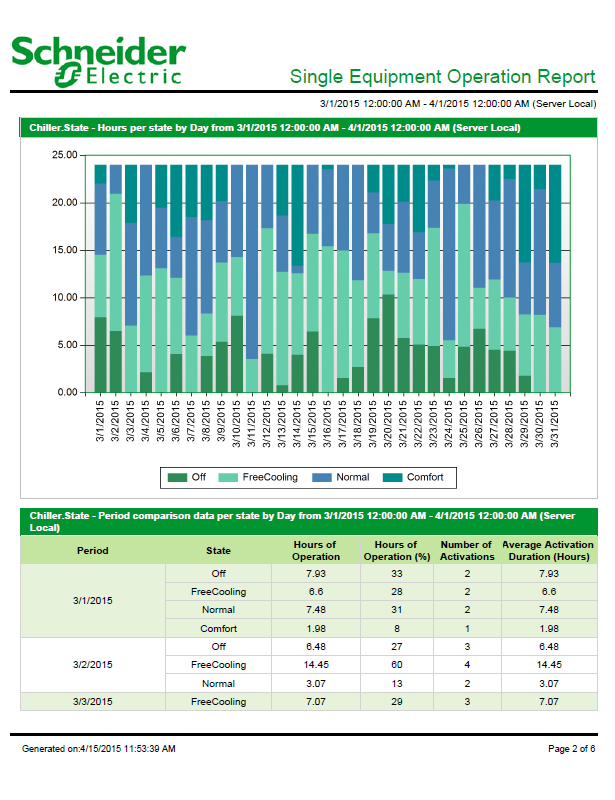 Schneider
Electric
Single Equipment Operation Report
3/1/2015 12:00:00 AM - 4/1/2015 12:00:00 AM (Server Local)
Chiller.State - Hours per state by Day from 3/1/2015 12:00:00 AM - 4/1/2015 12:00:00 AM (Server Local)
25.00
20.00
15.00
10.00
5.00
0.00
3/1/2015
3/2/2015
3/3/2015
3/4/2015
3/5/2015
3/6/2015
3/7/2015
3/8/2015
3/9/2015
3/10/2015
3/11/2015
3/12/2015
3/13/2015
3/14/2015
3/15/2015
3/16/2015
3/17/2015
3/18/2015
3/19/2015
3/20/2015
3/21/2015
3/22/2015
3/23/2015
3/24/2015
3/25/2015
3/26/2015
3/27/2015
3/28/2015
3/29/2015
3/30/2015
3/31/2015
Off FreeCooling Normal Comfort
Chiller.State - Period comparison data per state by Day from 3/1/2015 12:00:00 AM - 4/1/2015 12:00:00 AM (Server
Local)
Period State Hours of Operation Hours of Operation (%) Number of Activations Average Activation Duration (Hours)
3/1/2015
Off 7.93 33 2 7.93
FreeCooling 6.6 28 2 6.6
Normal 7.48 31 2 7.48
Comfort 1.98 8 1 1.98
3/2/2015
Off 6.48 27 3 6.48
FreeCooling 14.45 60 4 14.45
Normal 3.07 13 2 3.07
3/3/2015 FreeCooling 7.07 29 3 7.07
Generated on:4/15/2015 11:53:39 AM Page 2 of 6